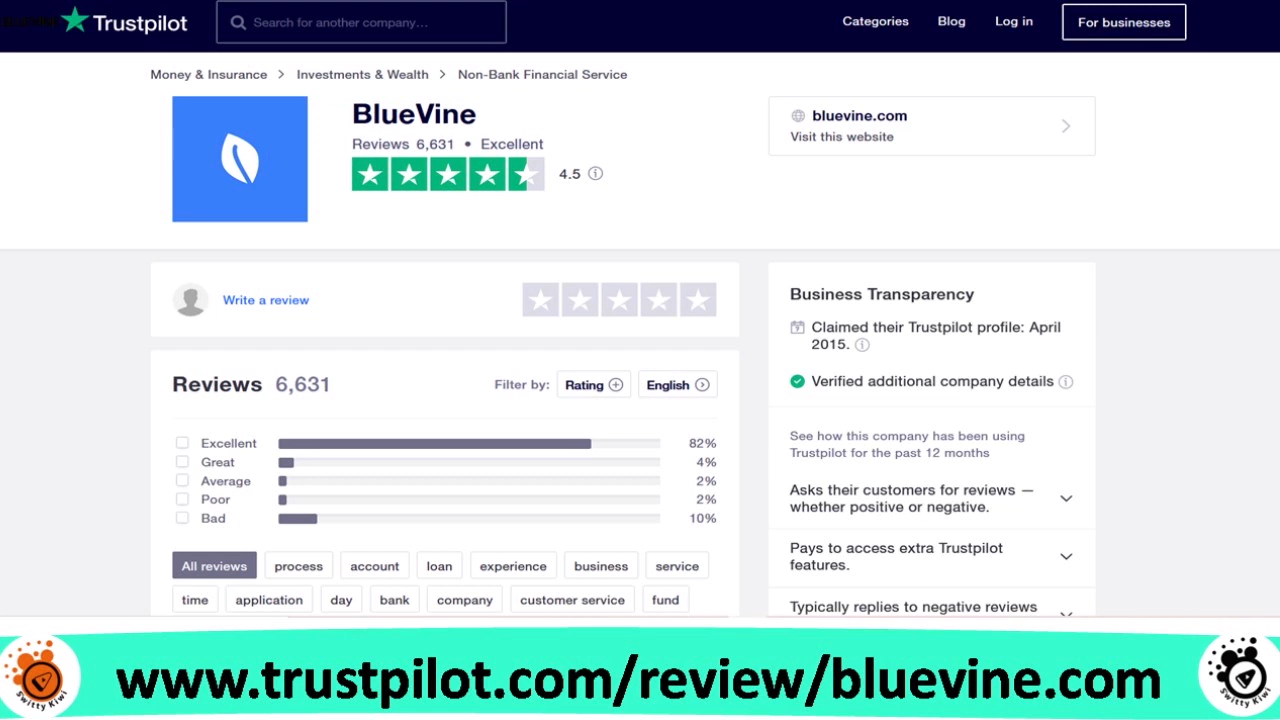 Trustpilot
Search for another company...
Categories
Blog
Log in
For businesses
Money & Insurance > Investments & Wealth > Non-Bank Financial Service
BlueVine
Reviews 6,631 • Excellent
4.5
bluevine.com
Visit this website
Write a review
Reviews 6,631
Filter by:
Rating
English
Excellent 82%
Great 4%
Average 2%
Poor 2%
Bad 10%
All reviews
process
account
loan
experience
business
service
time
application
day
bank
company
customer service
fund
Business Transparency
Claimed their Trustpilot profile: April
2015.
Verified additional company details
See how this company has been using
Trustpilot for the past 12 months
Asks their customers for reviews —
whether positive or negative.
Pays to access extra Trustpilot
features.
Typically replies to negative reviews
www.trustpilot.com/review/bluevine.com
Switty Kiwi
Switty Kiwi